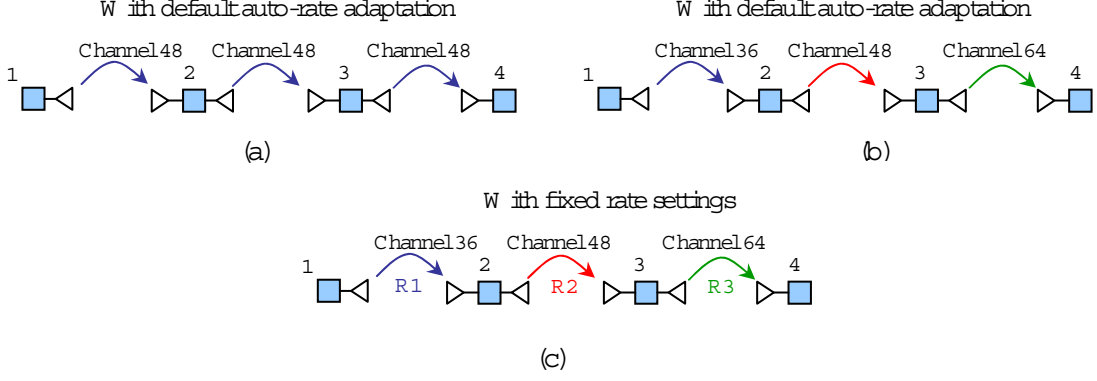 W ith default auto-rate adaptation
Channel48 Channel48 Channel48
1 2 3 4
(a)
W ith default auto-rate adaptation
Channel36 Channel48 Channel64
1 2 3 4
(b)
W ith fixed rate settings
Channel36 Channel48 Channel64
1 2 3 4
R1 R2 R3
(c)